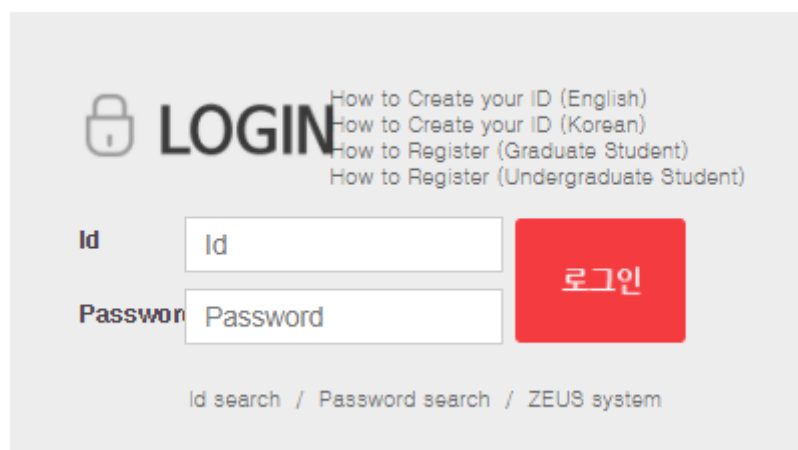 LOGIN
How to Create your ID (English)
How to Create your ID (Korean)
How to Register (Graduate Student)
How to Register (Undergraduate Student)
Id
Id
로그인
Passwor
Password
Id search / Password search / ZEUS system